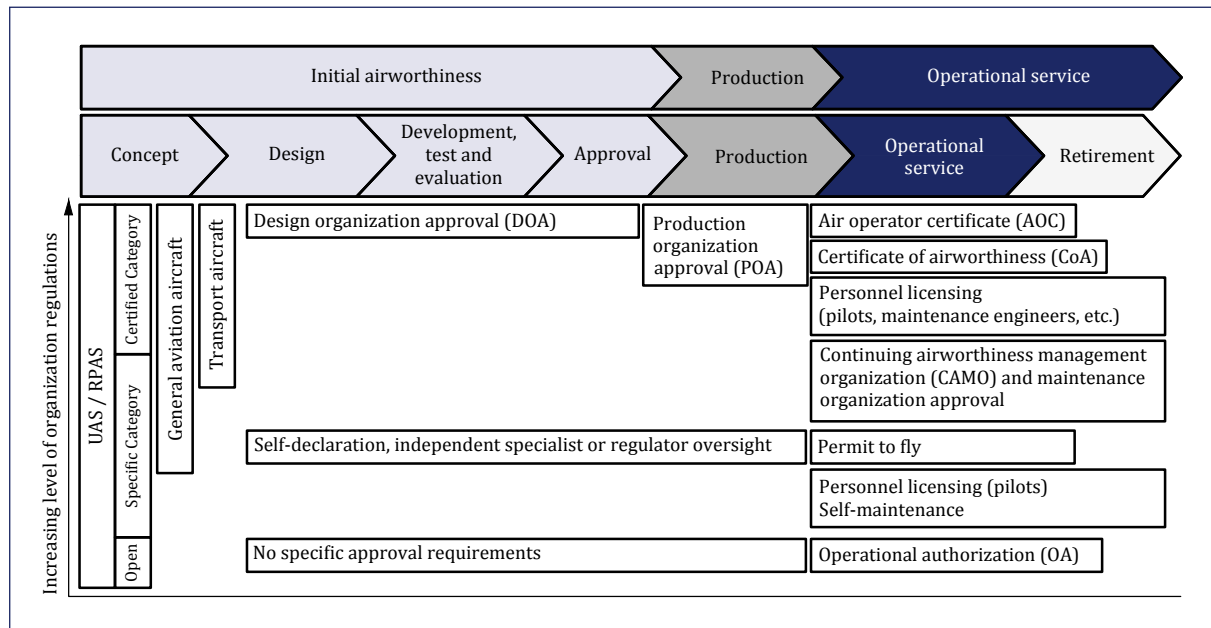 Initial airworthiness
Production
Operational service
Concept
Design
Development,
test and
evaluation
Approval
Production
Operational
service
Retirement
Increasing level of organization regulations
UAS / RPAS
Certified Category
Specific Category
Open
General aviation aircraft
Transport aircraft
Design organization approval (DOA)
Production
organization
approval (POA)
Air operator certificate (AOC)
Certificate of airworthiness (CoA)
Personnel licensing
(pilots, maintenance engineers, etc.)
Continuing airworthiness management
organization (CAMO) and maintenance
organization approval
Self-declaration, independent specialist or regulator oversight
Permit to fly
Personnel licensing (pilots)
Self-maintenance
No specific approval requirements
Operational authorization (OA)